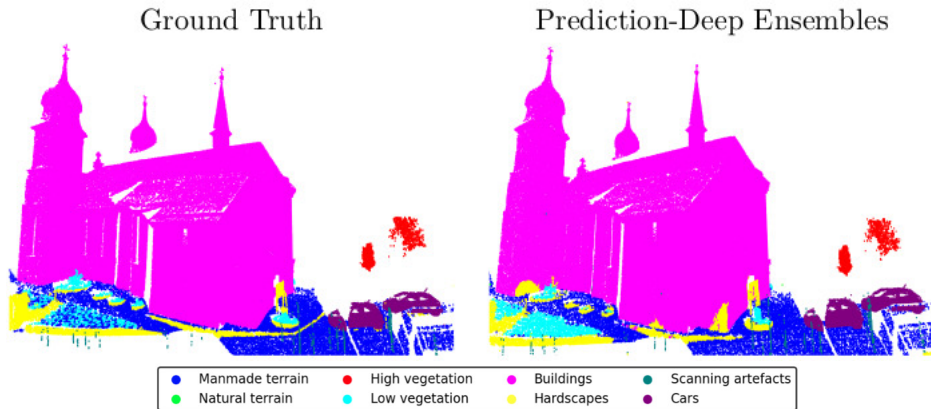 Ground Truth
Prediction-Deep Ensembles
Manmade terrain
High vegetation
Buildings
Scanning artefacts
Natural terrain
Low vegetation
Hardscapes
Cars